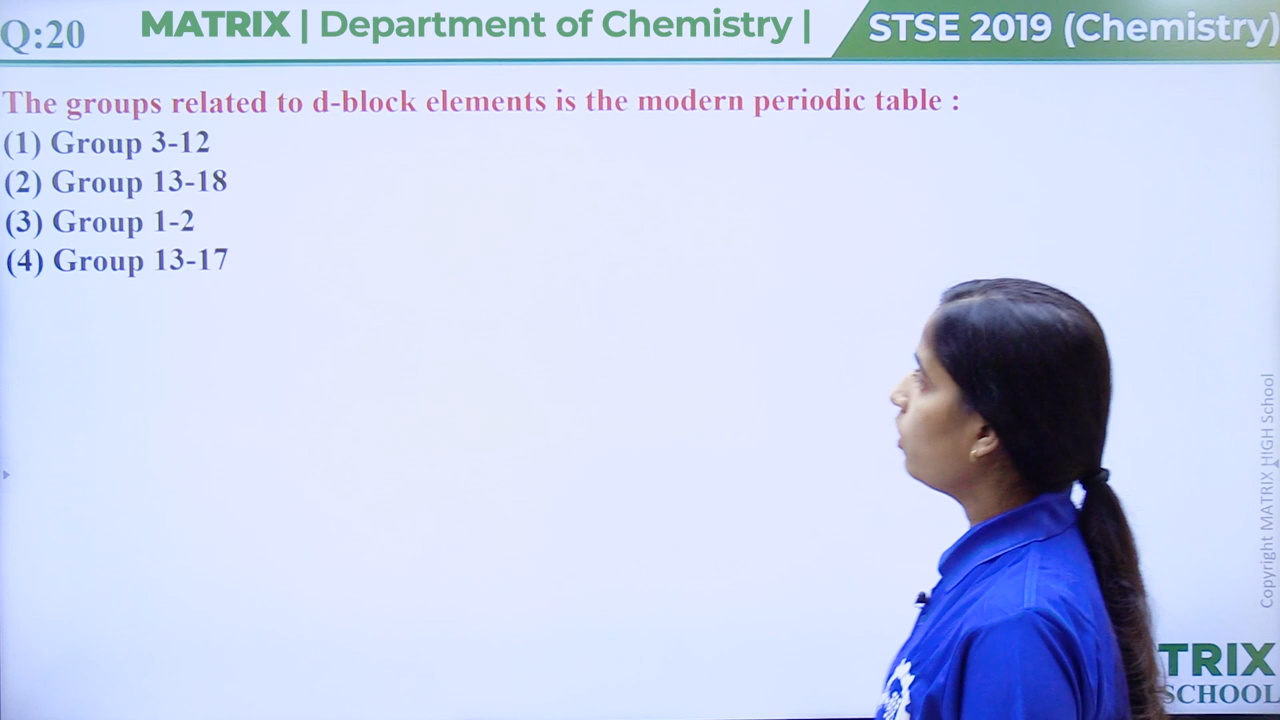 Q:20
MATRIX | Department of Chemistry |
STSE 2019 (Chemistry)
The groups related to d-block elements is the modern periodic table :
(1) Group 3-12
(2) Group 13-18
(3) Group 1-2
(4) Group 13-17
Copyright MATRIX HIGH School
TRIX
SCHOOL